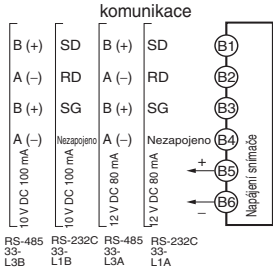 komunikace
B (+) SD B (+) SD B1
A (–) RD A (–) RD B2
B (+) SG B (+) SG B3
A (–) Nezapojeno A (–) Nezapojeno B4
10 V DC 100 mA 10 V DC 100 mA 12 V DC 80 mA 12 V DC 80 mA + B5
– B6
Napájení snímače
RS-485 RS-232C RS-485 RS-232C
33- 33- 33- 33-
L3B L1B L3A L1A